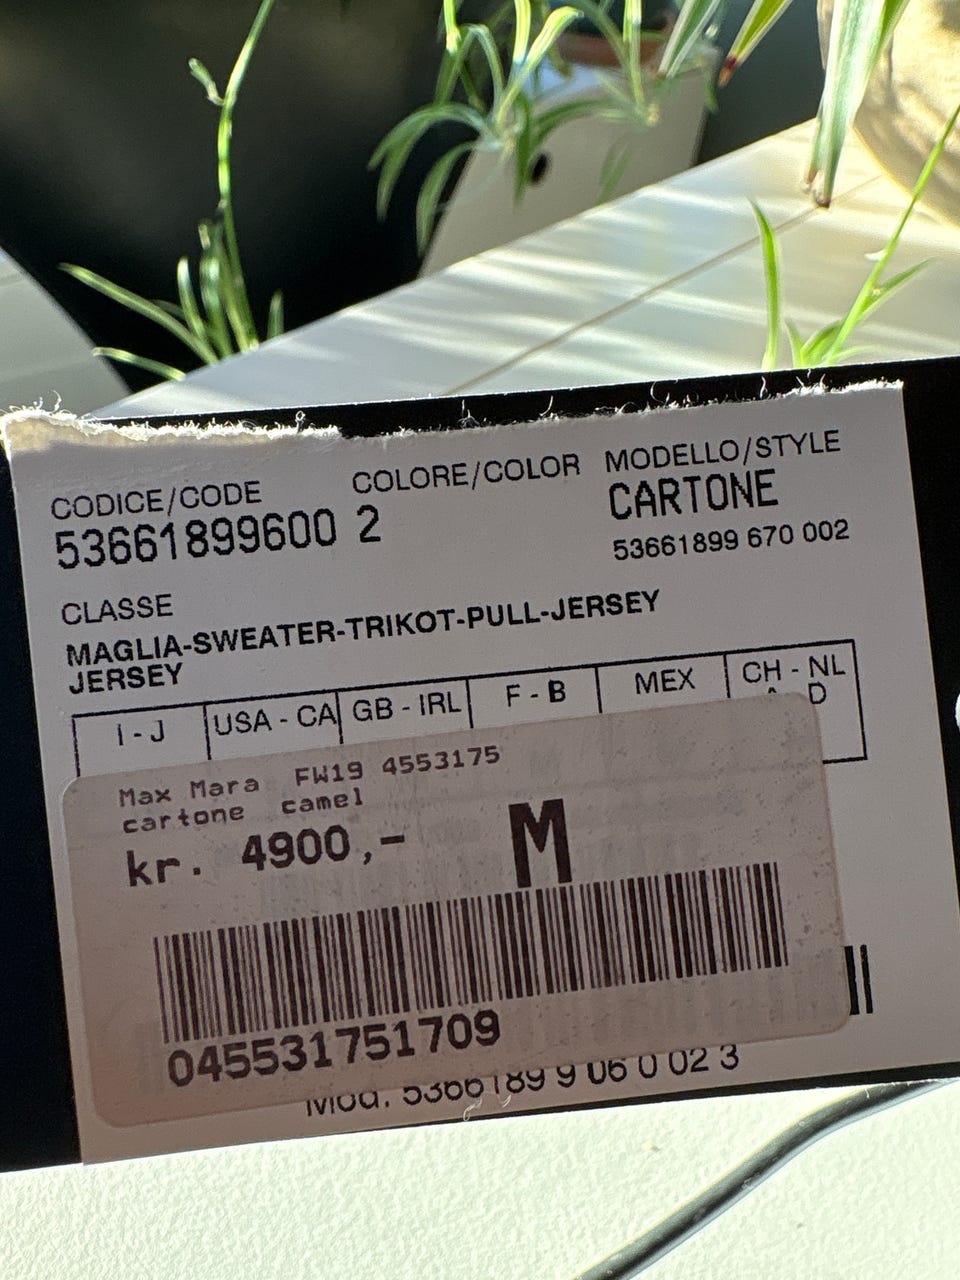 CODICE/CODE COLORE/COLOR MODELLO/STYLE
53661899600 2 CARTONE
53661899 670 002
CLASSE
MAGLIA-SWEATER-TRIKOT-PULL-JERSEY
JERSEY
I - J USA - CA GB - IRL F - B MEX CH - NL
D
Max Mara FW19 4553175
cartone camel
kr. 4900,- M
045531751709
Mod. 5366189 9 06 0 02 3